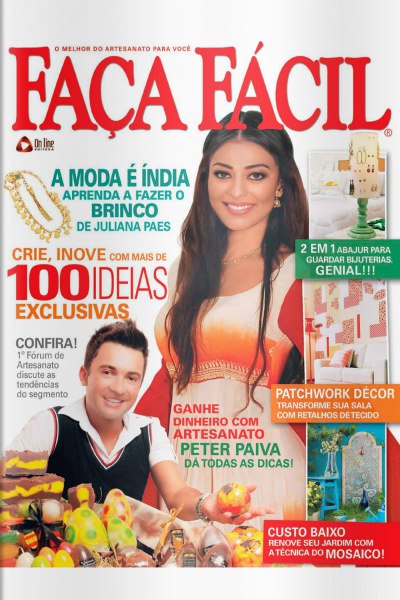 O MELHOR DO ARTESANATO PARA VOCÊ
FAÇA FÁCIL®
On line
EDITORA
A MODA É ÍNDIA
APRENDA A FAZER O
BRINCO
DE JULIANA PAES
CRIE, INOVE COM MAIS DE
100 IDEIAS
EXCLUSIVAS
CONFIRA!
1º Fórum de
Artesanato
discute as
tendências
do segmento
GANHE
DINHEIRO COM
ARTESANATO
PETER PAIVA
DÁ TODAS AS DICAS!
2 EM 1 ABAJUR PARA
GUARDAR BIJUTERIAS.
GENIAL!!!
PATCHWORK DÉCOR
TRANSFORME SUA SALA
COM RETALHOS DE TECIDO
CUSTO BAIXO
RENOVE SEU JARDIM COM
A TÉCNICA DO MOSAICO!